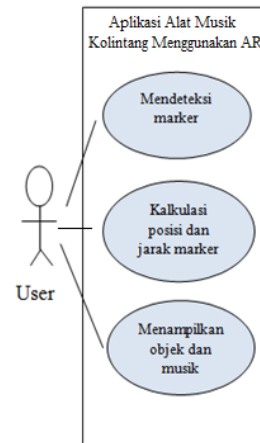 Aplikasi Alat Musik
Kolintang Menggunakan AR
Mendeteksi
marker
Kalkulasi
posisi dan
jarak marker
User
Menampilkan
objek dan
musik